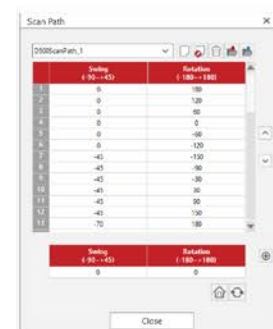 Scan Path
D500ScanPath_1
Swing Rotation
(-90~+45) (-180~+180)
1 0 180
2 0 120
3 0 60
4 0 0
5 0 -60
6 0 -120
7 -45 -150
8 -45 -90
9 -45 -30
10 -45 30
11 -45 90
12 -45 150
13 -70 180
Swing Rotation
(-90~+45) (-180~+180)
0 0
Close